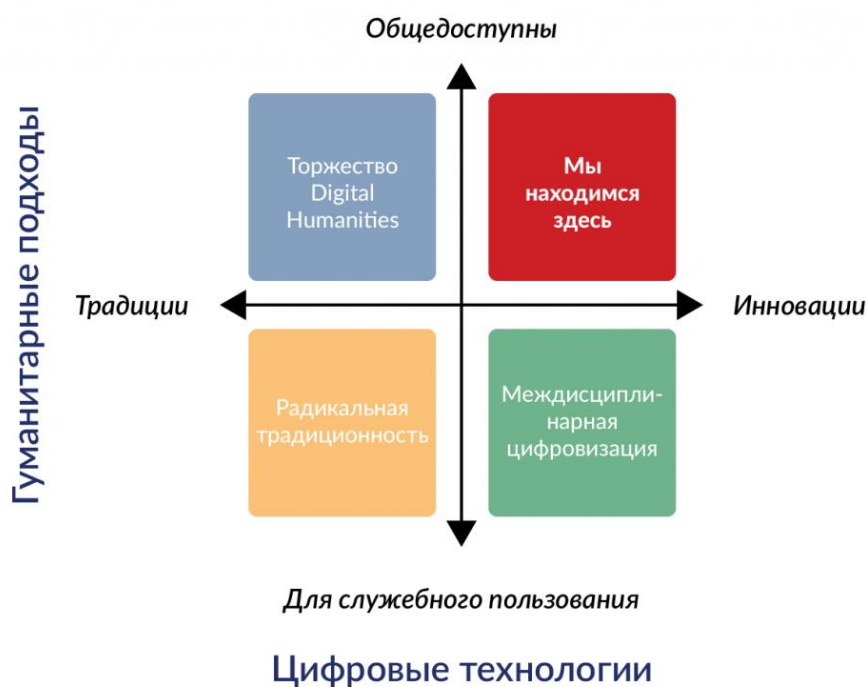 Общедоступны
Гуманитарные подходы
Торжество
Digital
Humanities
Мы
находимся
здесь
Традиции
Инновации
Радикальная
традиционность
Междисципли-
нарная
цифровизация
Для служебного пользования
Цифровые технологии